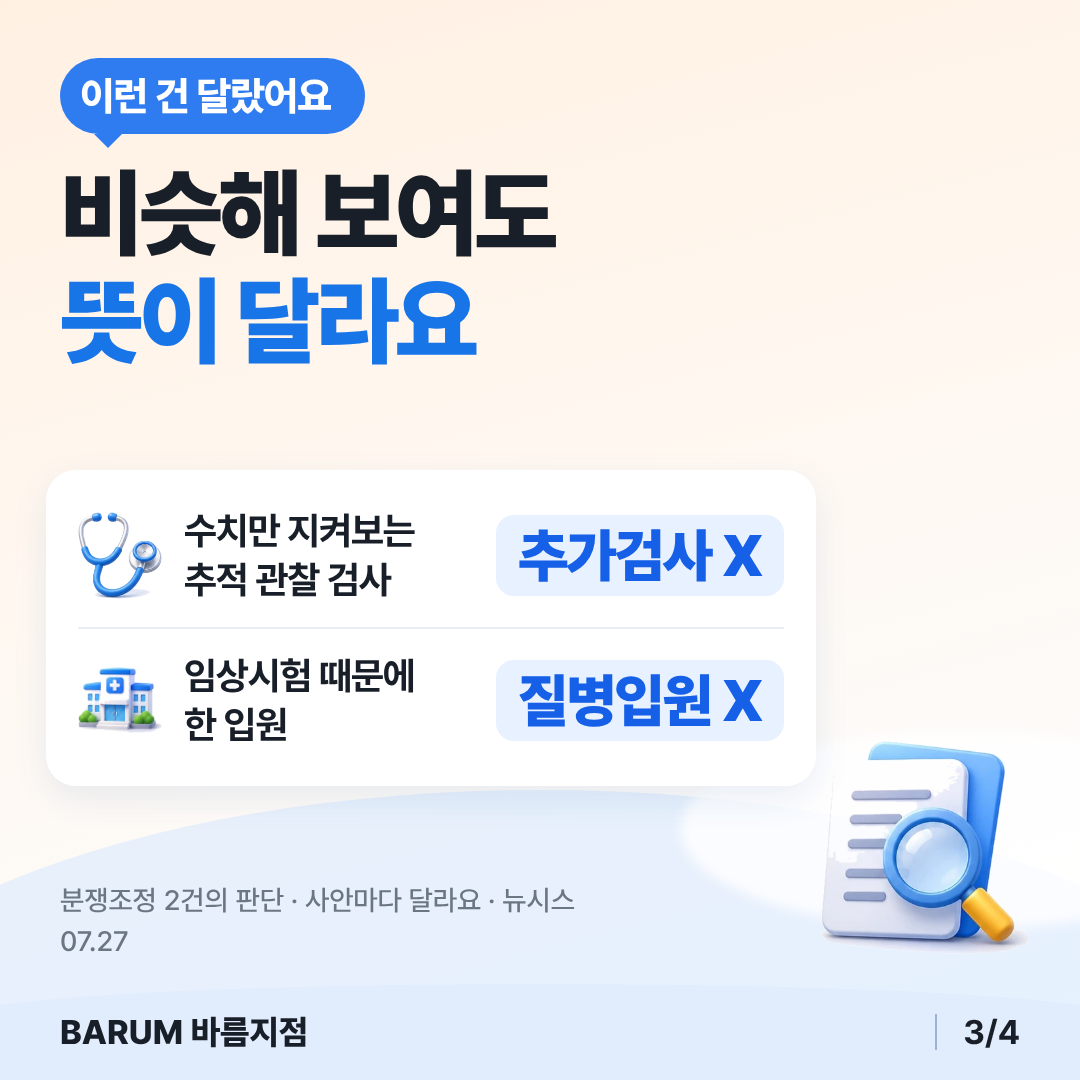 이런 건 달랐어요
비슷해 보여도
뜻이 달라요
수치만 지켜보는
추적 관찰 검사
추가검사 X
임상시험 때문에
한 입원
질병입원 X
분쟁조정 2건의 판단 · 사안마다 달라요 · 뉴시스
07.27
BARUM 바름지점
3/4